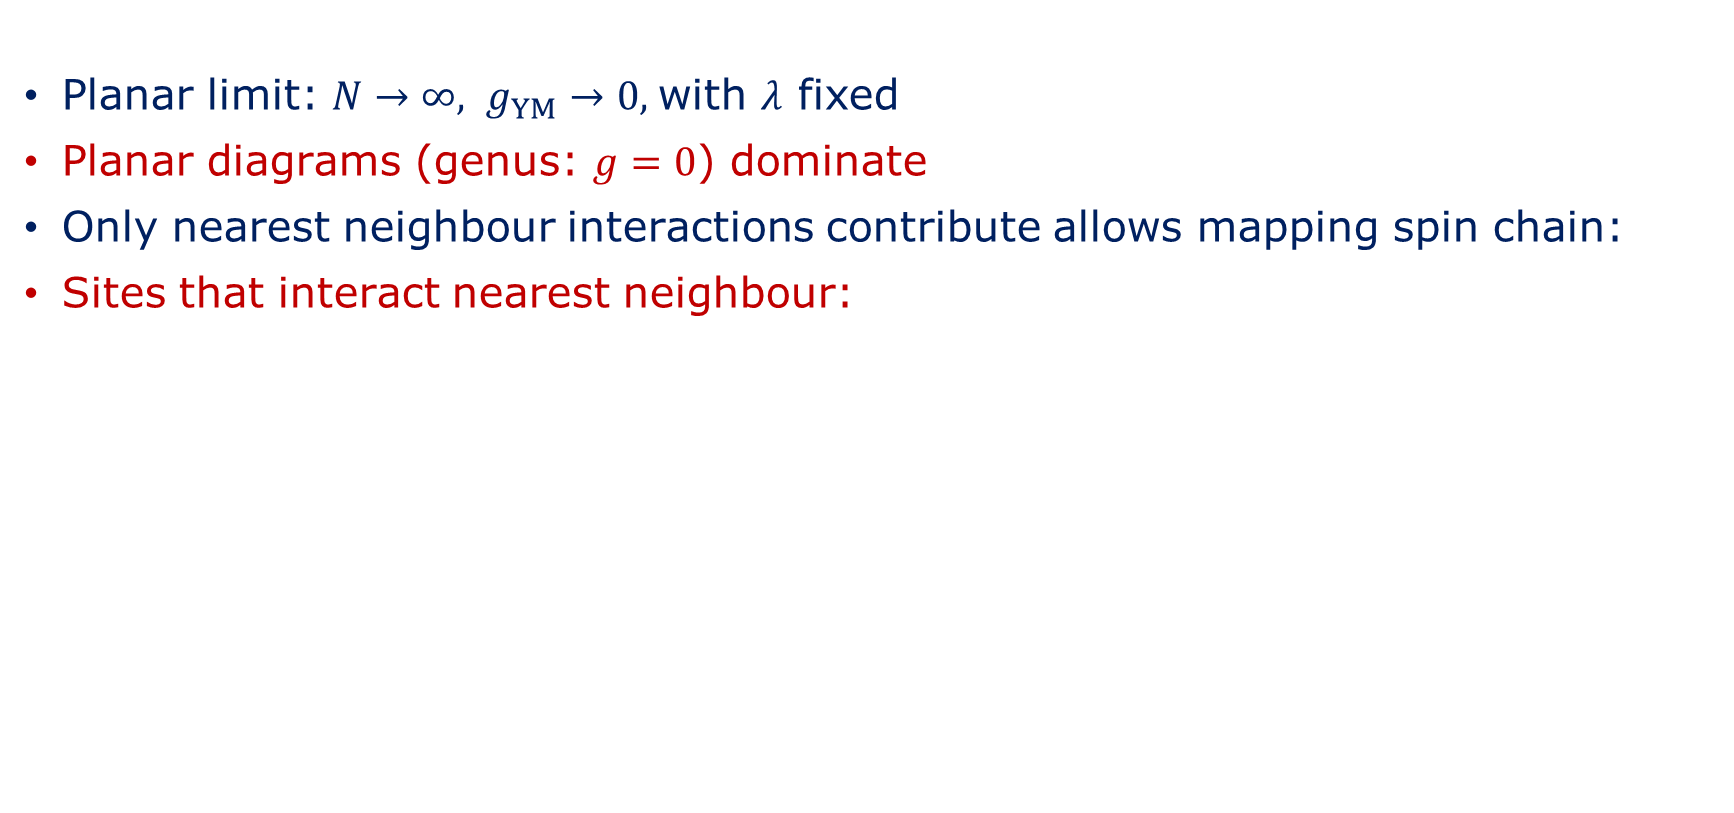 • Planar limit: 𝑁 → ∞, 𝑔YM → 0, with 𝜆 fixed
• Planar diagrams (genus: 𝑔 = 0) dominate
• Only nearest neighbour interactions contribute allows mapping spin chain:
• Sites that interact nearest neighbour: